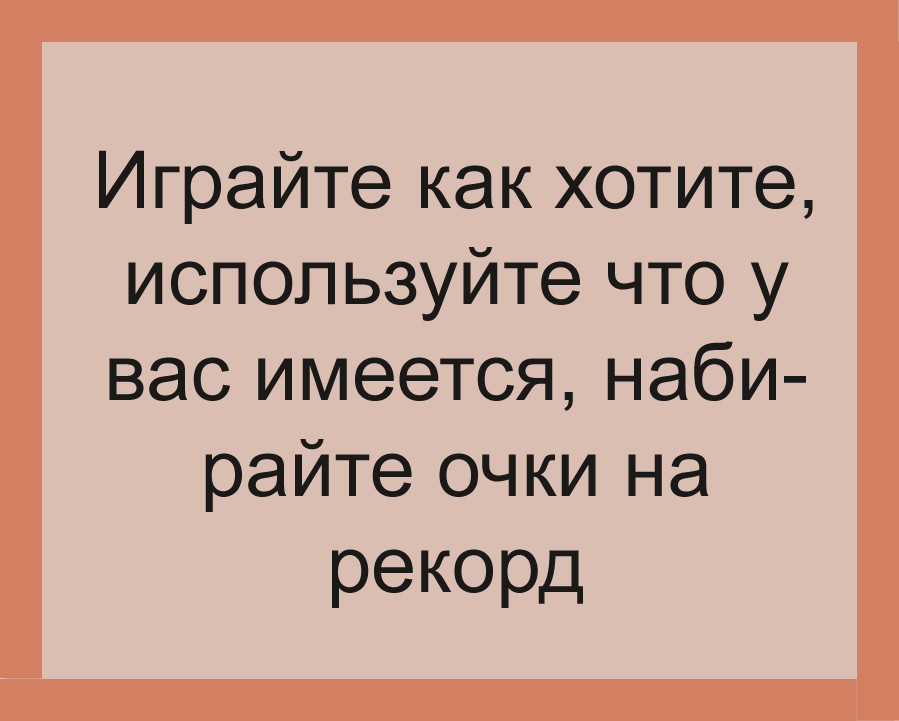 Играйте как хотите,
используйте что у
вас имеется, наби-
райте очки на
рекорд